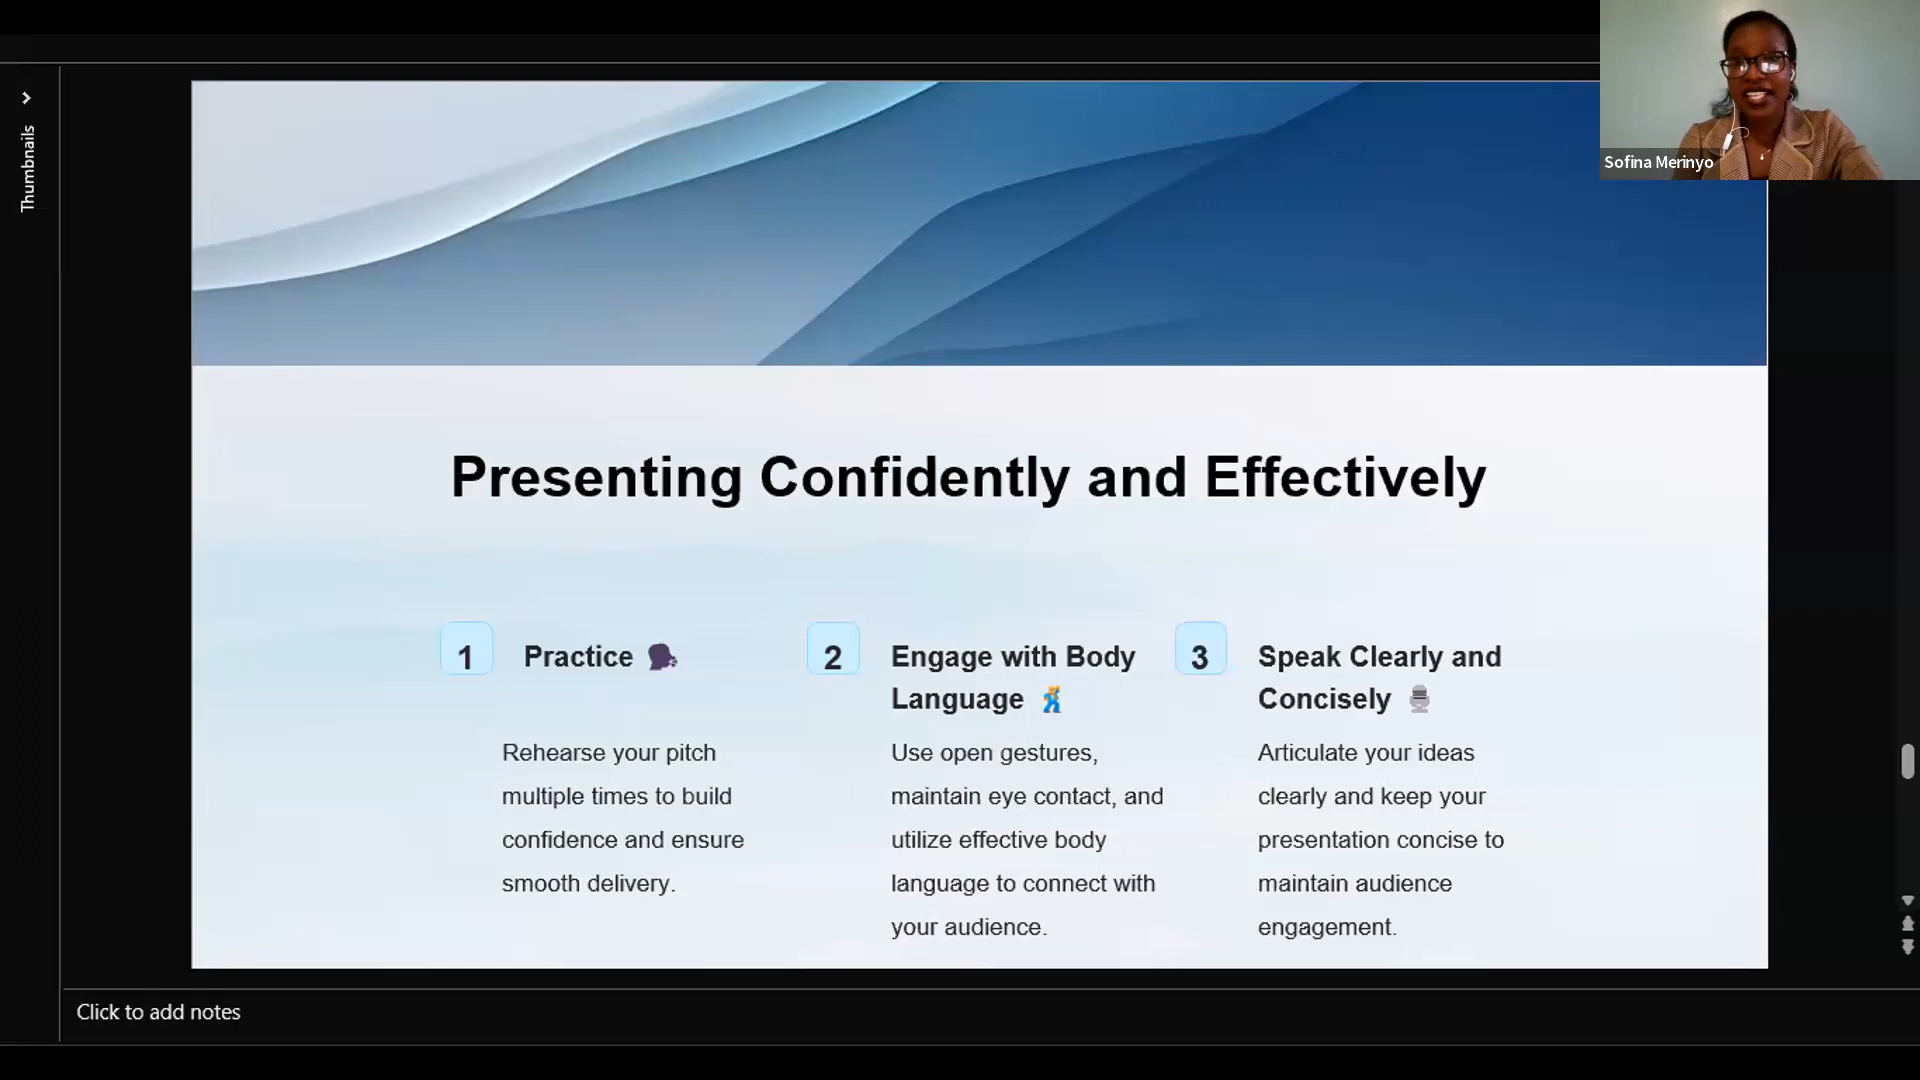 Thumbnails
Sofina Merinyo
Presenting Confidently and Effectively
1
Practice
Rehearse your pitch
multiple times to build
confidence and ensure
smooth delivery.
2
Engage with Body
Language
Use open gestures,
maintain eye contact, and
utilize effective body
language to connect with
your audience.
3
Speak Clearly and
Concisely
Articulate your ideas
clearly and keep your
presentation concise to
maintain audience
engagement.
Click to add notes